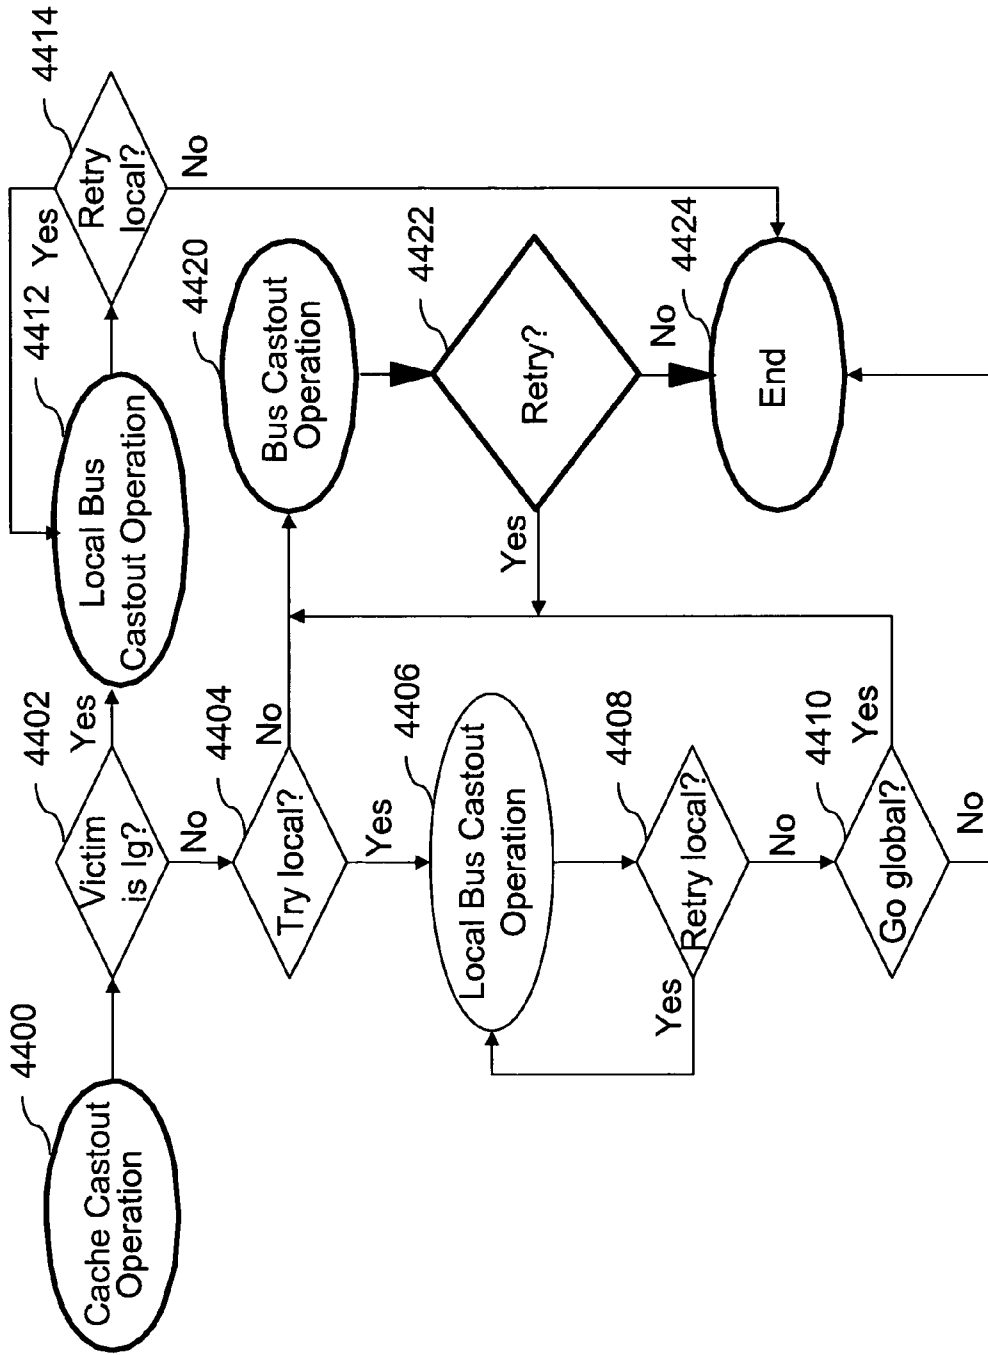 4400
Cache Castout
Operation
4402
Victim
is Ig?
Yes
No
4412
Local Bus
Castout Operation
4414
Retry
local?
Yes
No
4404
Try local?
No
Yes
4420
Bus Castout
Operation
4406
Local Bus Castout
Operation
4422
Retry?
Yes
No
4408
Retry local?
Yes
No
4424
End
4410
Go global?
Yes
No